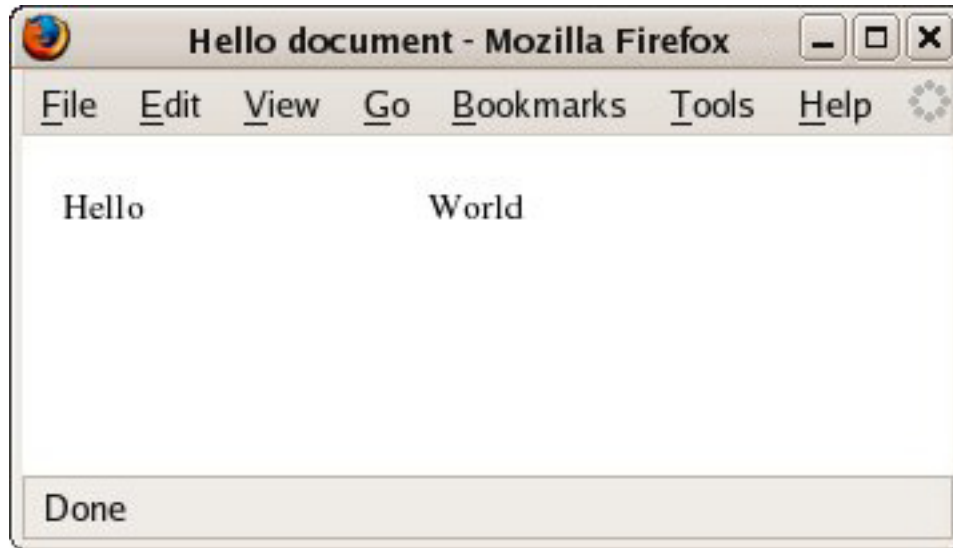 Hello document - Mozilla Firefox
File Edit View Go Bookmarks Tools Help
Hello World
Done